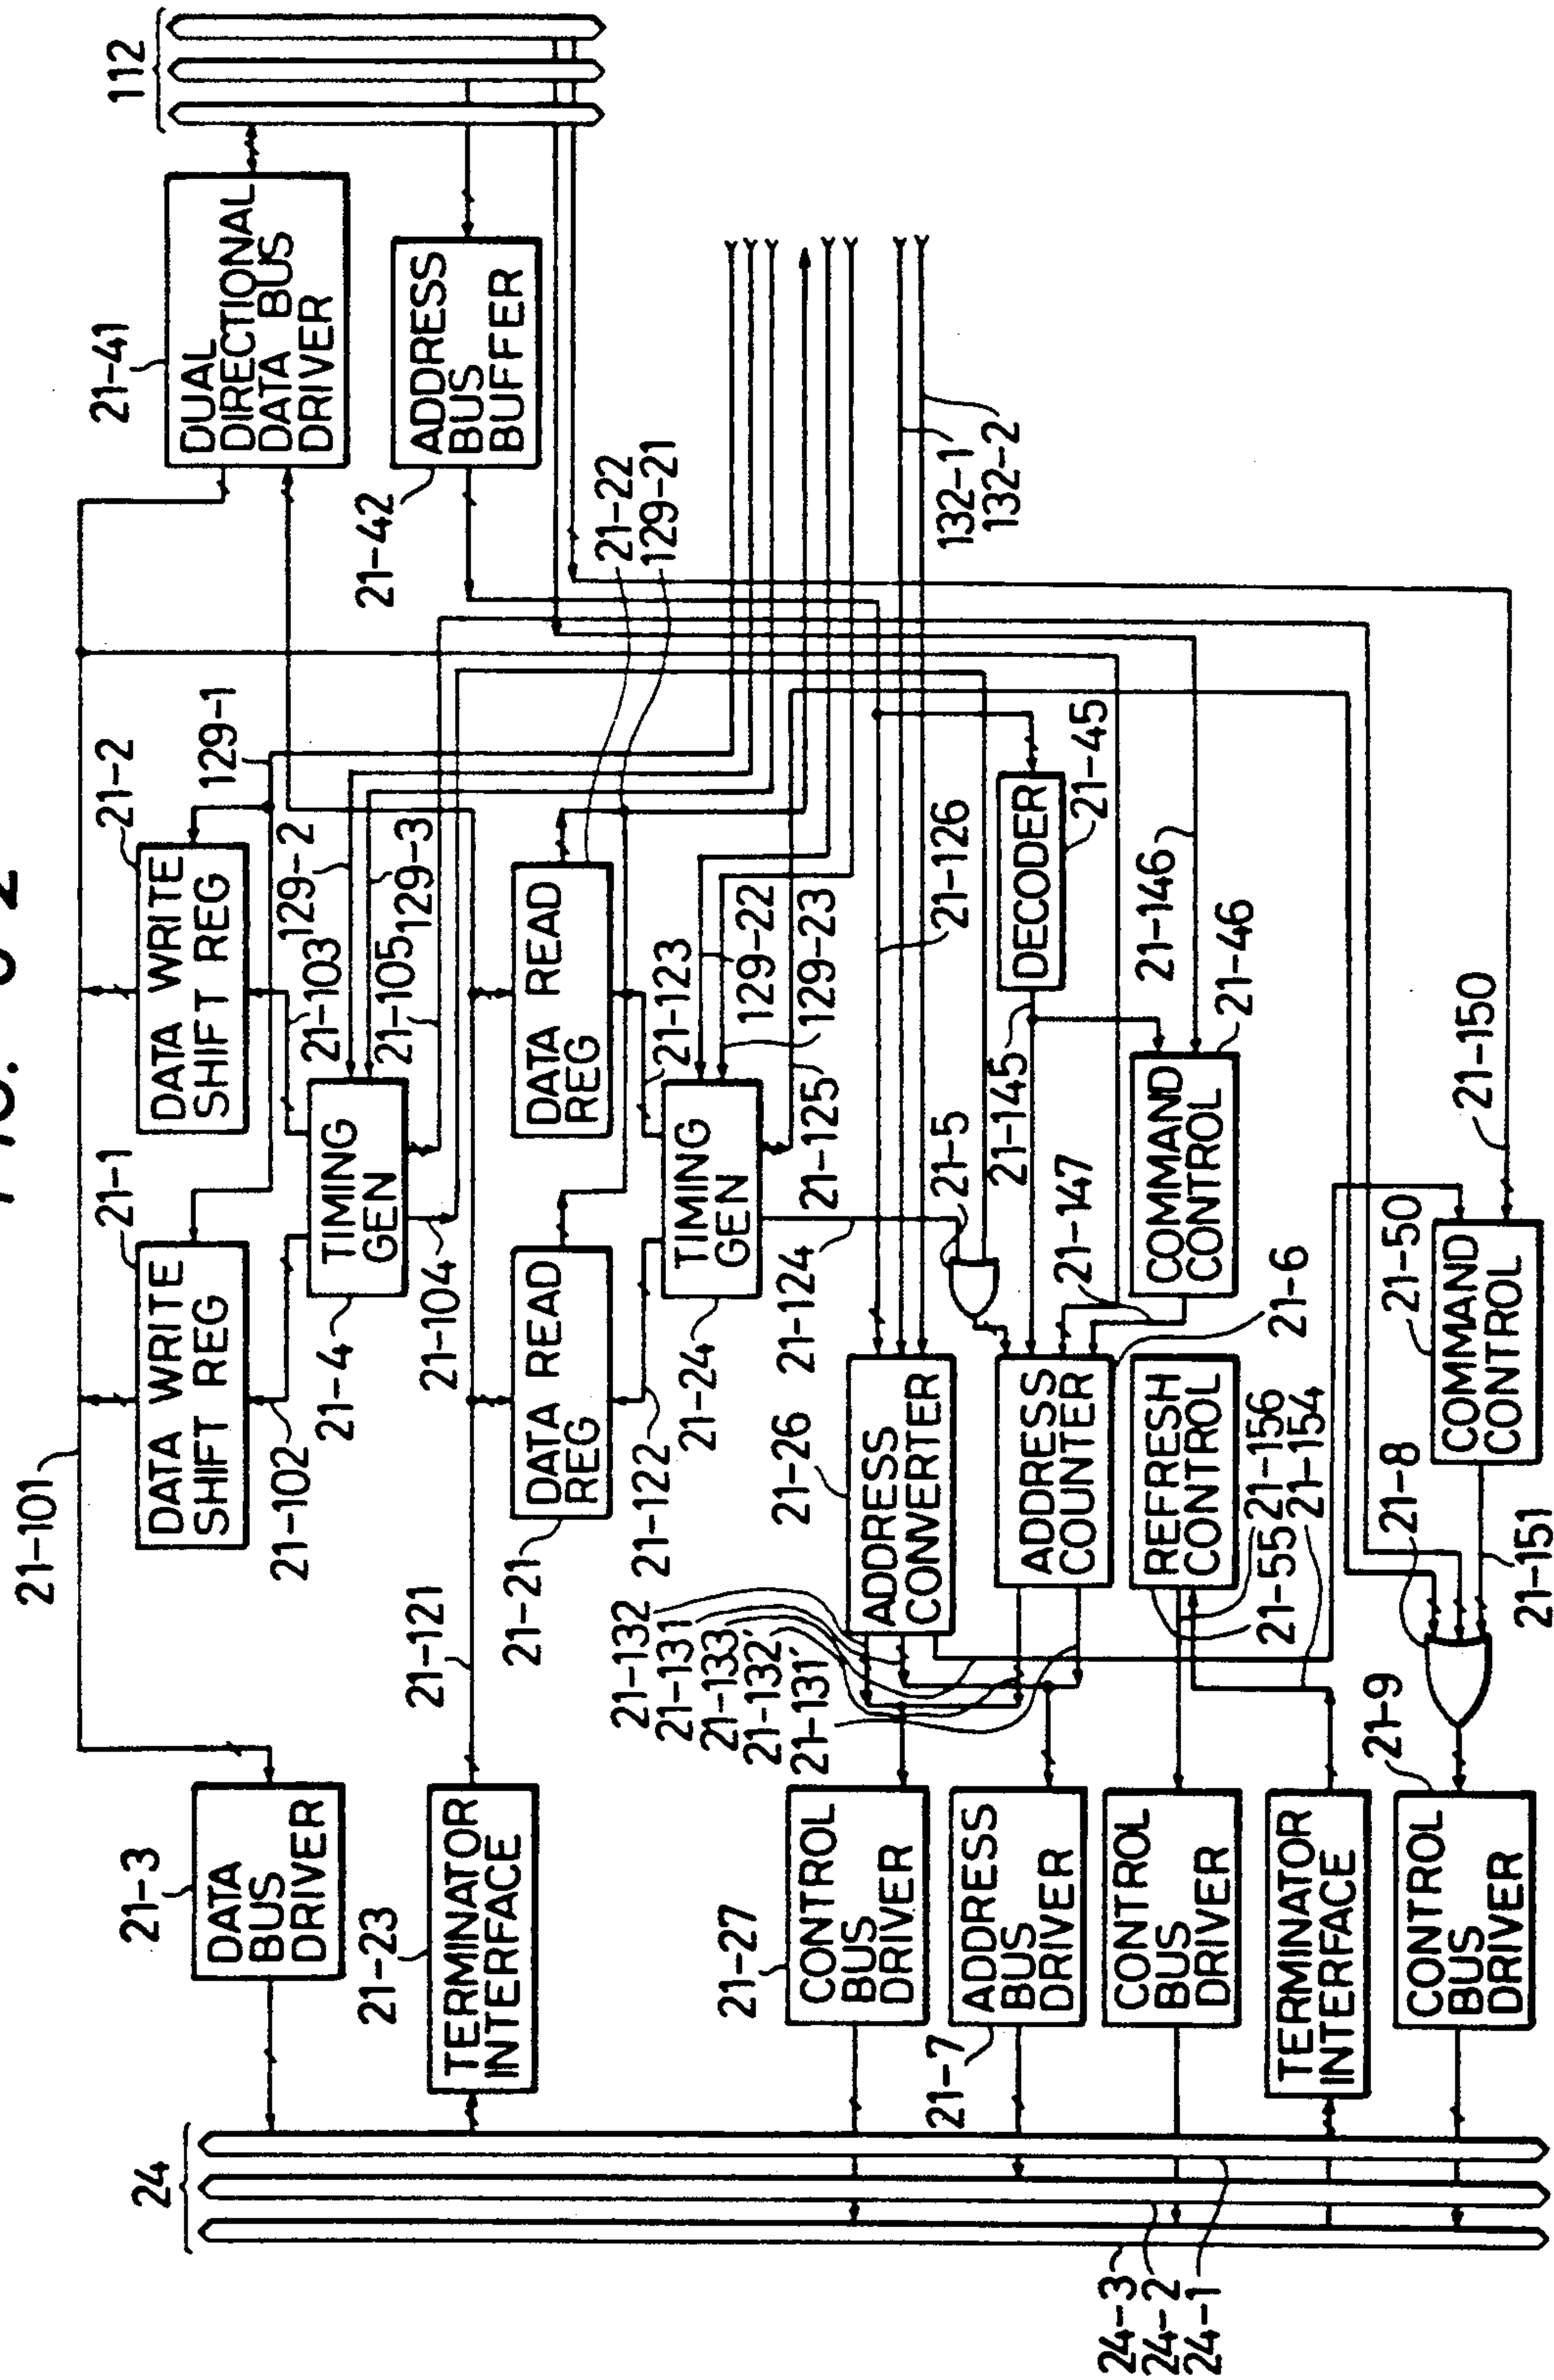 112
21-41
DUAL
DIRECTIONAL
DATA BUS
DRIVER
21-42
ADDRESS
BUS
BUFFER
21-101
21-1
DATA WRITE
SHIFT REG
21-2
DATA WRITE
SHIFT REG
129-1
129-2
129-3
21-102
21-103
21-105
21-4
TIMING
GEN
21-104
21-22
129-21
21-3
DATA
BUS
DRIVER
21-23
TERMINATOR
INTERFACE
21-121
21-21
DATA READ
REG
DATA READ
REG
21-122
21-123
21-24
TIMING
GEN
129-22
129-23
21-125
21-124
132-1
132-2
21-126
21-5
21-26
ADDRESS
CONVERTER
21-132
21-131
21-133
21-132'
21-131'
DECODER
21-45
21-145
21-146
21-147
21-46
COMMAND
CONTROL
ADDRESS
COUNTER
21-6
REFRESH
CONTROL
21-55
21-156
21-154
21-150
21-50
COMMAND
CONTROL
21-151
21-8
21-9
21-27
CONTROL
BUS
DRIVER
21-7
ADDRESS
BUS
DRIVER
CONTROL
BUS
DRIVER
TERMINATOR
INTERFACE
CONTROL
BUS
DRIVER
24
24-3
24-2
24-1